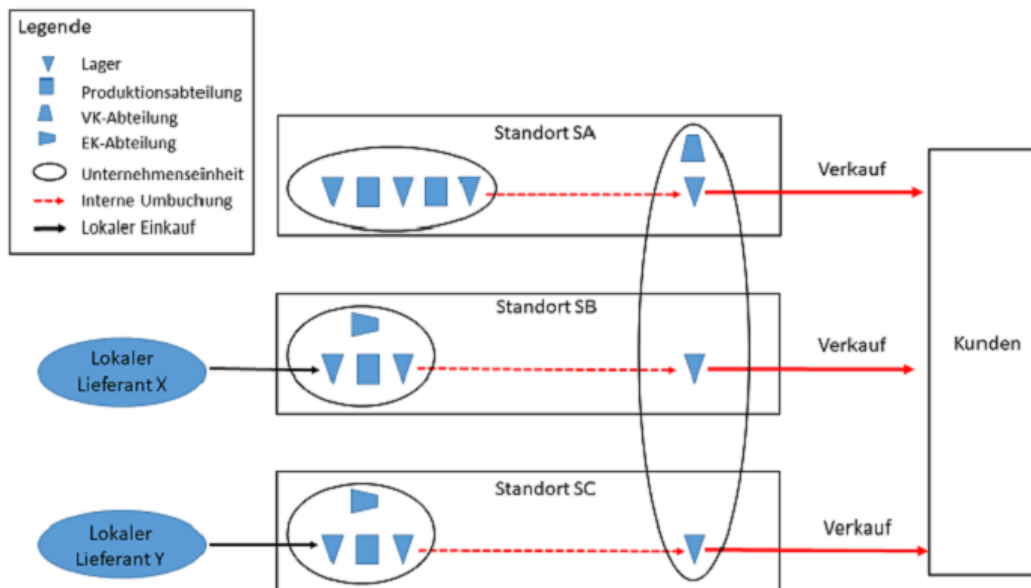 Legende
Lager
Produktionsabteilung
VK-Abteilung
EK-Abteilung
Unternehmenseinheit
Interne Umbuchung
Lokaler Einkauf
Standort SA
Verkauf
Standort SB
Lokaler
Lieferant X
Verkauf
Kunden
Standort SC
Lokaler
Lieferant Y
Verkauf